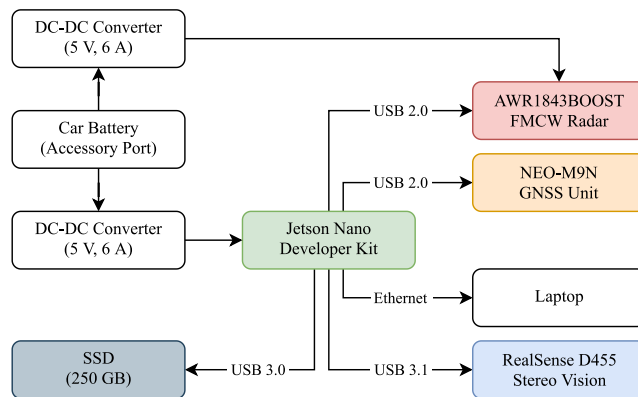 DC-DC Converter
(5 V, 6 A)
USB 2.0
AWR1843BOOST
FMCW Radar
Car Battery
(Accessory Port)
USB 2.0
NEO-M9N
GNSS Unit
DC-DC Converter
(5 V, 6 A)
Jetson Nano
Developer Kit
Ethernet
Laptop
SSD
(250 GB)
USB 3.0
USB 3.1
RealSense D455
Stereo Vision